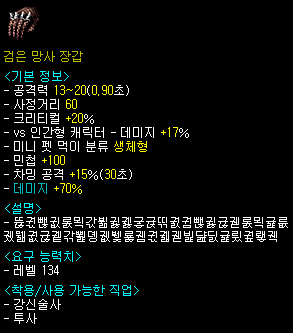 검은 망사 장갑
<기본 정보>
- 공격력 13~20(0.90초)
- 사정거리 60
- 크리티컬 +20%
- vs 인간형 캐릭터 - 데미지 +17%
- 미니 펫 먹이 분류 생체형
- 민첩 +100
- 차밍 공격 +15%(30초)
- 데미지 +70%
<설명>
<요구 능력치>
- 레벨 134
<착용/사용 가능한 직업>
- 강신술사
- 투사